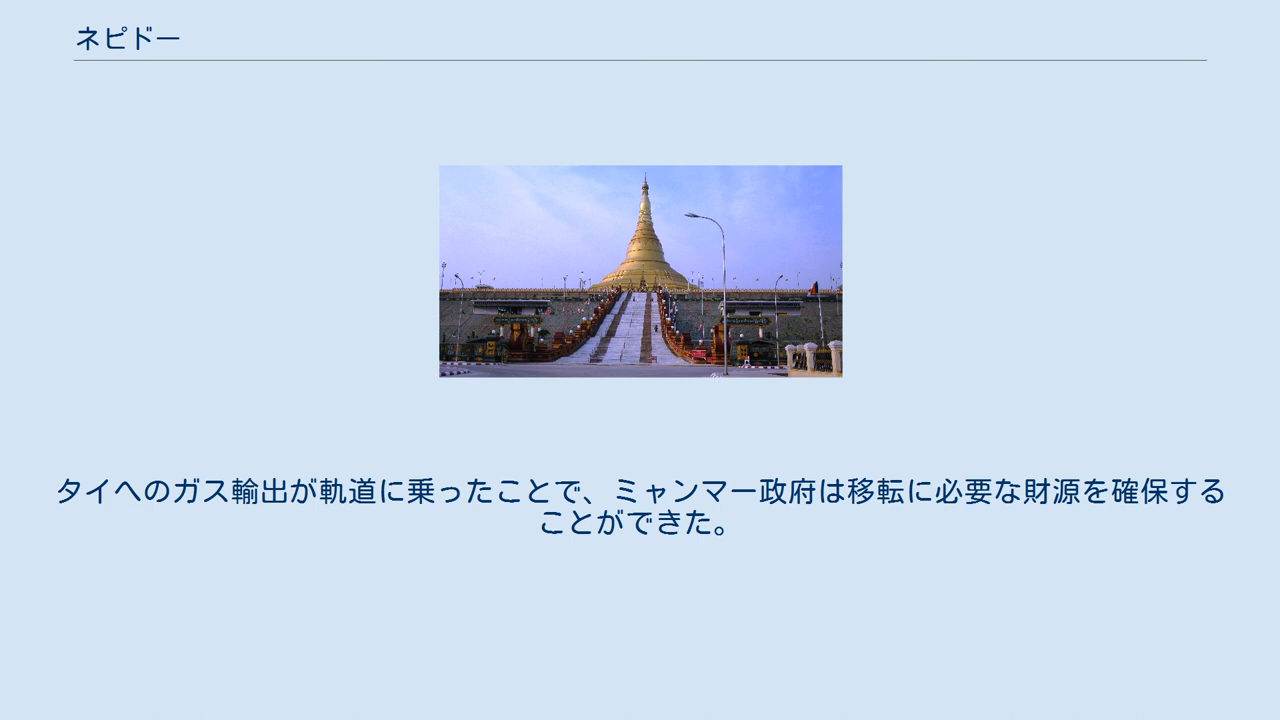 ネピドー
タイへのガス輸出が軌道に乗ったことで、ミャンマー政府は移転に必要な財源を確保する
ことができた。